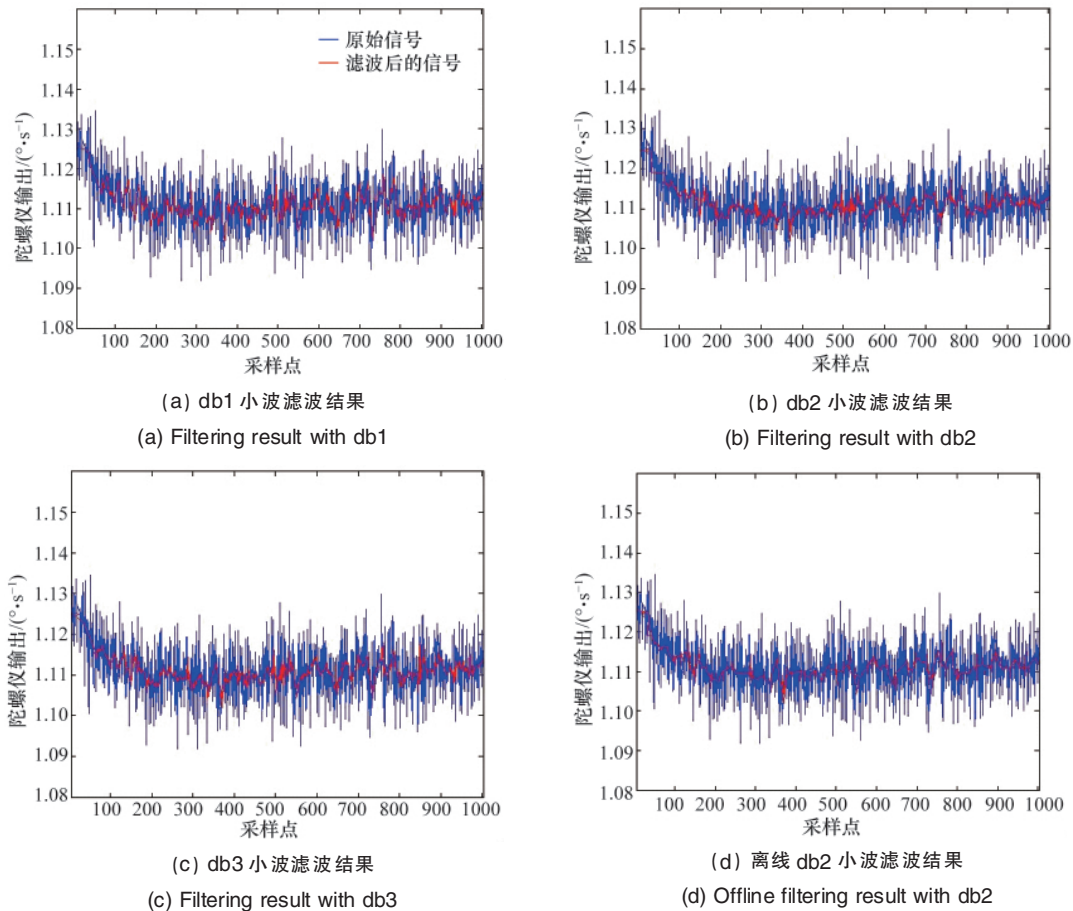 1.15
1.14
1.13
1.12
1.11
1.10
1.09
1.08
陀螺仪输出/(°·s⁻¹)
原始信号
滤波后的信号
100 200 300 400 500 600 700 800 900 1000
采样点
(a) db1 小波滤波结果
(a) Filtering result with db1
1.15
1.14
1.13
1.12
1.11
1.10
1.09
1.08
陀螺仪输出/(°·s⁻¹)
100 200 300 400 500 600 700 800 900 1000
采样点
(b) db2 小波滤波结果
(b) Filtering result with db2
1.15
1.14
1.13
1.12
1.11
1.10
1.09
1.08
陀螺仪输出/(°·s⁻¹)
100 200 300 400 500 600 700 800 900 1000
采样点
(c) db3 小波滤波结果
(c) Filtering result with db3
1.15
1.14
1.13
1.12
1.11
1.10
1.09
1.08
陀螺仪输出/(°·s⁻¹)
100 200 300 400 500 600 700 800 900 1000
采样点
(d) 离线 db2 小波滤波结果
(d) Offline filtering result with db2